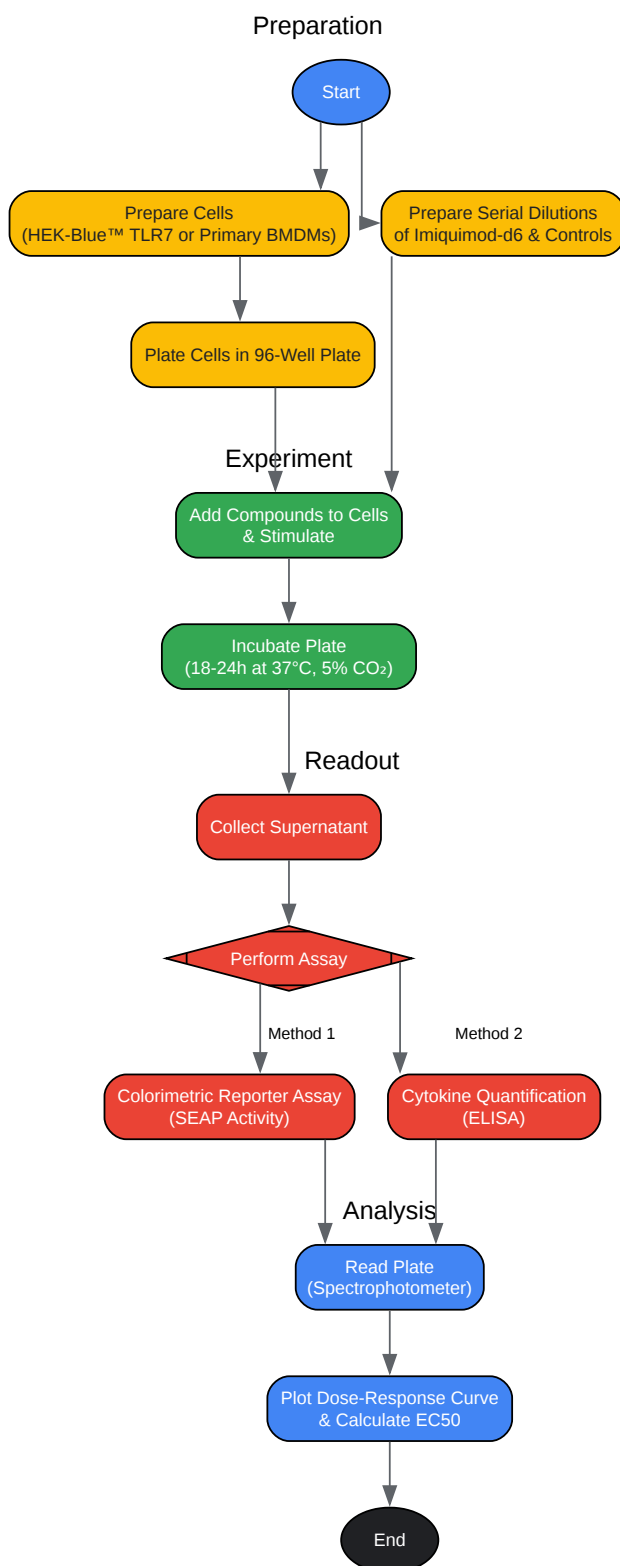 Preparation
Start
Prepare Cells
(HEK-Blue™ TLR7 or Primary BMDMs)
Prepare Serial Dilutions
of Imiquimod-d6 & Controls
Plate Cells in 96-Well Plate
Experiment
Add Compounds to Cells
& Stimulate
Incubate Plate
(18-24h at 37°C, 5% CO₂)
Readout
Collect Supernatant
Perform Assay
Method 1
Method 2
Colorimetric Reporter Assay
(SEAP Activity)
Cytokine Quantification
(ELISA)
Analysis
Read Plate
(Spectrophotometer)
Plot Dose-Response Curve
& Calculate EC50
End